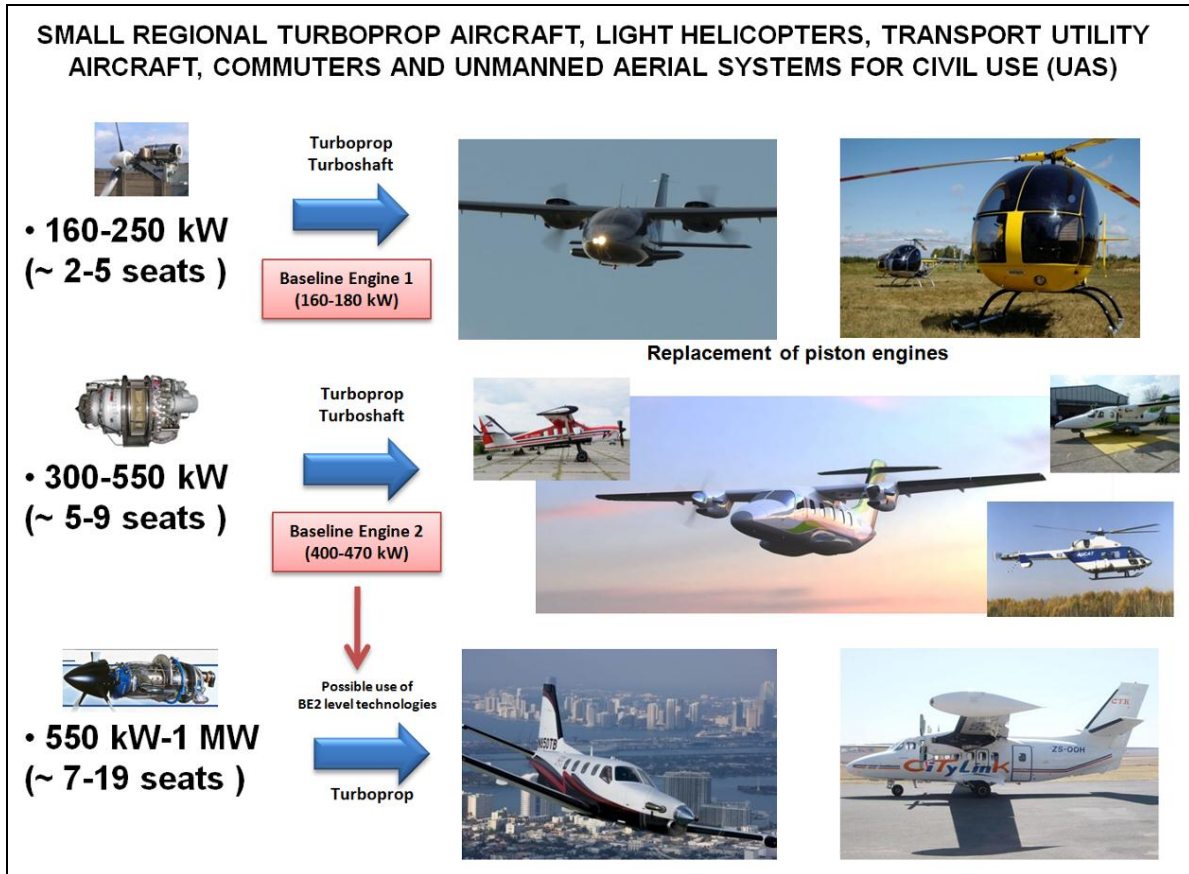 SMALL REGIONAL TURBOPROP AIRCRAFT, LIGHT HELICOPTERS, TRANSPORT UTILITY
AIRCRAFT, COMMUTERS AND UNMANNED AERIAL SYSTEMS FOR CIVIL USE (UAS)
Turboprop
Turboshaft
• 160-250 kW
(~ 2-5 seats )
Baseline Engine 1
(160-180 kW)
Replacement of piston engines
Turboprop
Turboshaft
• 300-550 kW
(~ 5-9 seats )
Baseline Engine 2
(400-470 kW)
Possible use of
BE2 level technologies
• 550 kW-1 MW
(~ 7-19 seats )
Turboprop
N850TB
CTR
ZS-OOH
CiTyLink